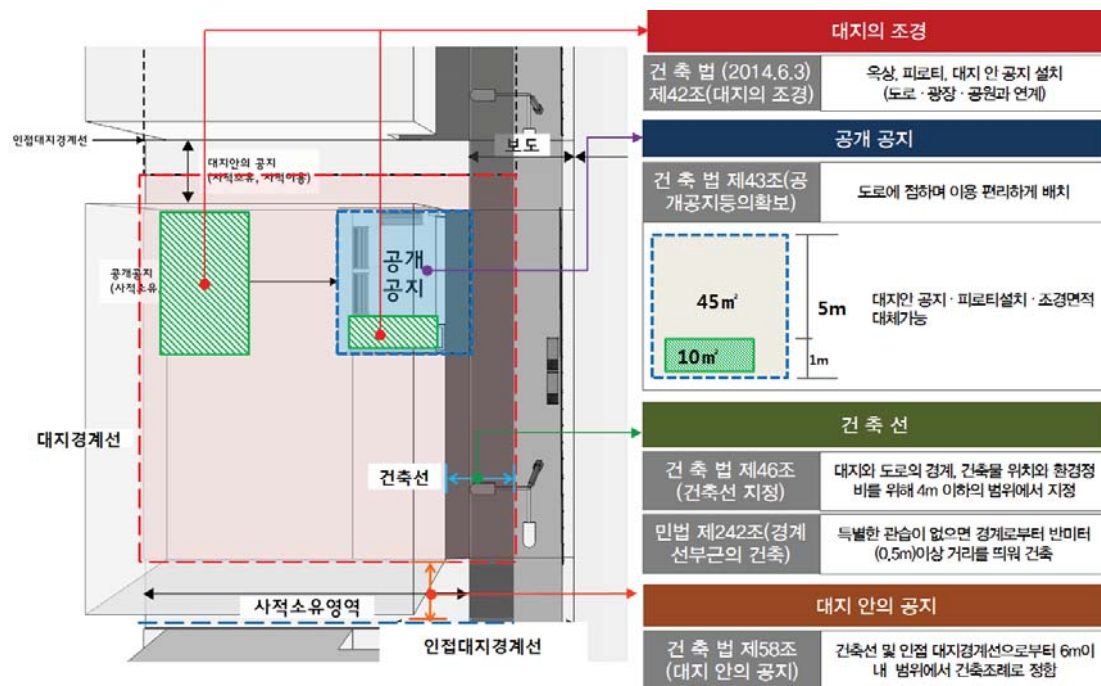 대지의 조경
건 축 법 (2014.6.3)
제42조(대지의 조경)
옥상, 피로티, 대지 안 공지 설치
(도로 · 광장 · 공원과 연계)
공개 공지
건 축 법 제43조(공
개공지등의확보)
도로에 접하며 이용 편리하게 배치
45㎡
10㎡
5m
1m
대지안 공지 · 피로티설치 · 조경면적
대체가능
건 축 선
건 축 법 제46조
(건축선 지정)
대지와 도로의 경계, 건축물 위치와 환경정
비를 위해 4m 이하의 범위에서 지정
민법 제242조(경계
선부근의 건축)
특별한 관습이 없으면 경계로부터 반미터
(0.5m)이상 거리를 띄워 건축
대지 안의 공지
건 축 법 제58조
(대지 안의 공지)
건축선 및 인접 대지경계선으로부터 6m이
내 범위에서 건축조례로 정함
인접대지경계선
보도
대지안의 공지
(사적소유, 사적이용)
공개공지
(사적소유
공개
공지
대지경계선
건축선
사적소유영역
인접대지경계선